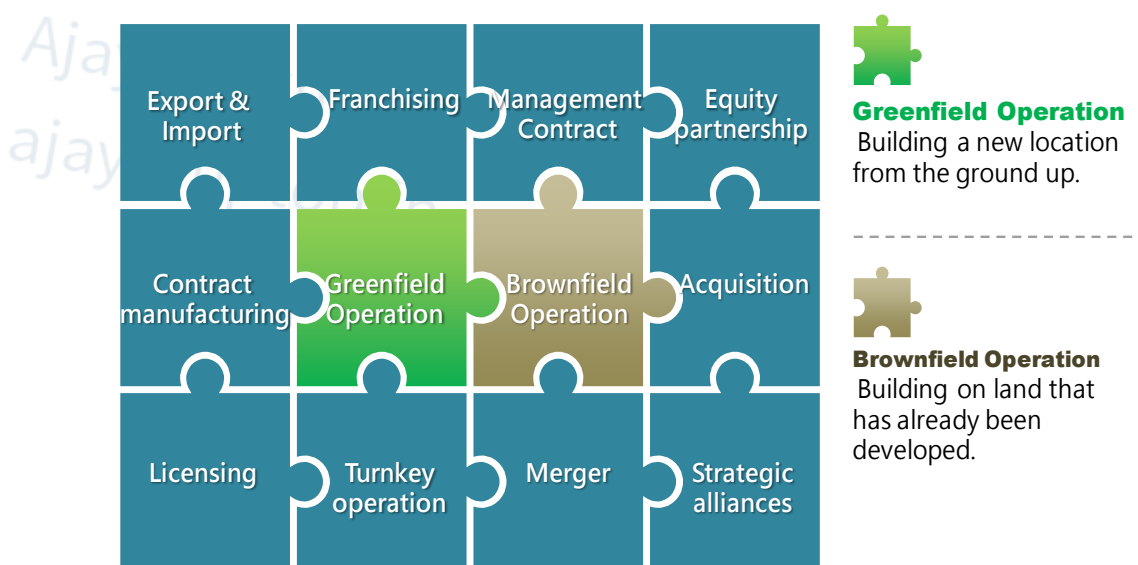 Export &
Import
Franchising
Management
Contract
Equity
partnership
Contract
manufacturing
Greenfield
Operation
Brownfield
Operation
Acquisition
Licensing
Turnkey
operation
Merger
Strategic
alliances
Greenfield Operation
Building a new location
from the ground up.
Brownfield Operation
Building on land that
has already been
developed.